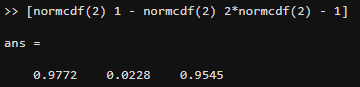 >> [normcdf(2) 1 - normcdf(2) 2*normcdf(2) - 1]
ans =
0.9772 0.0228 0.9545